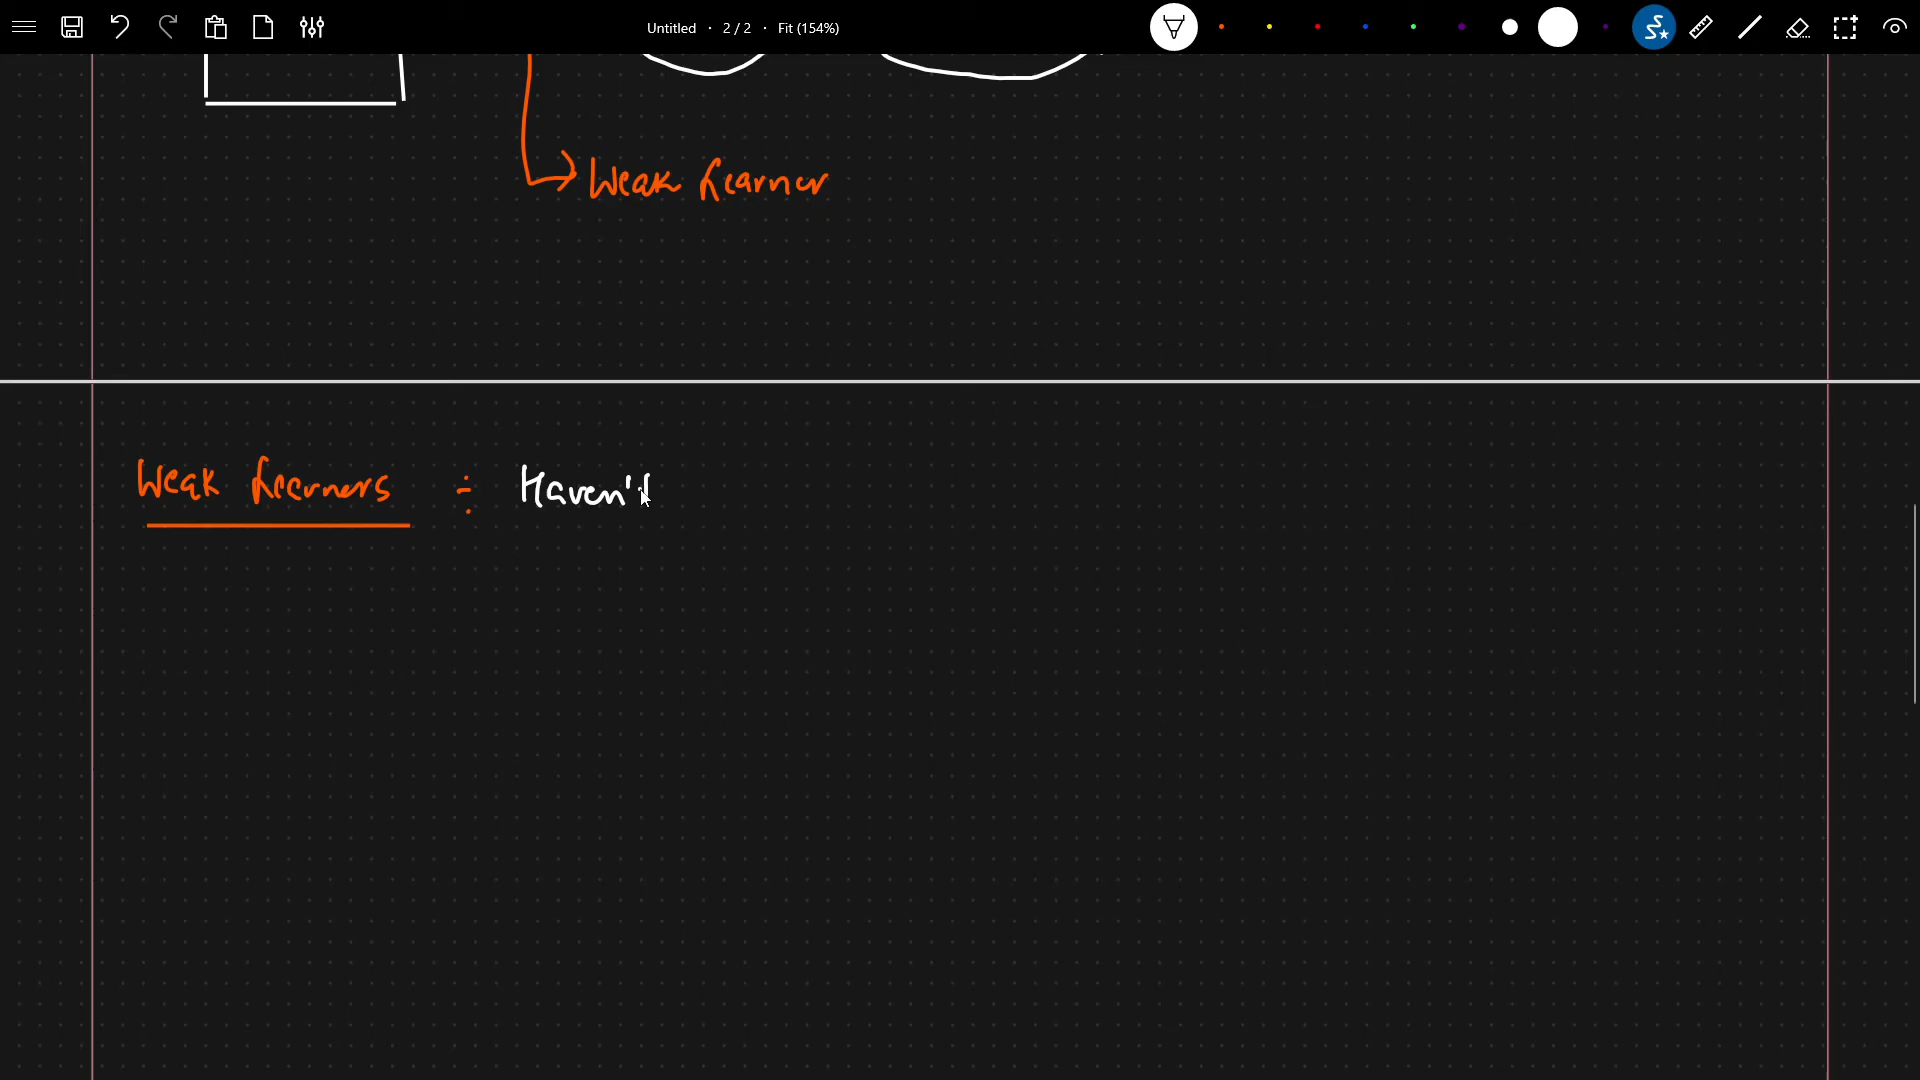 Untitled · 2 / 2 · Fit (154%)
Weak Learner
Weak Learners ÷ Haven't